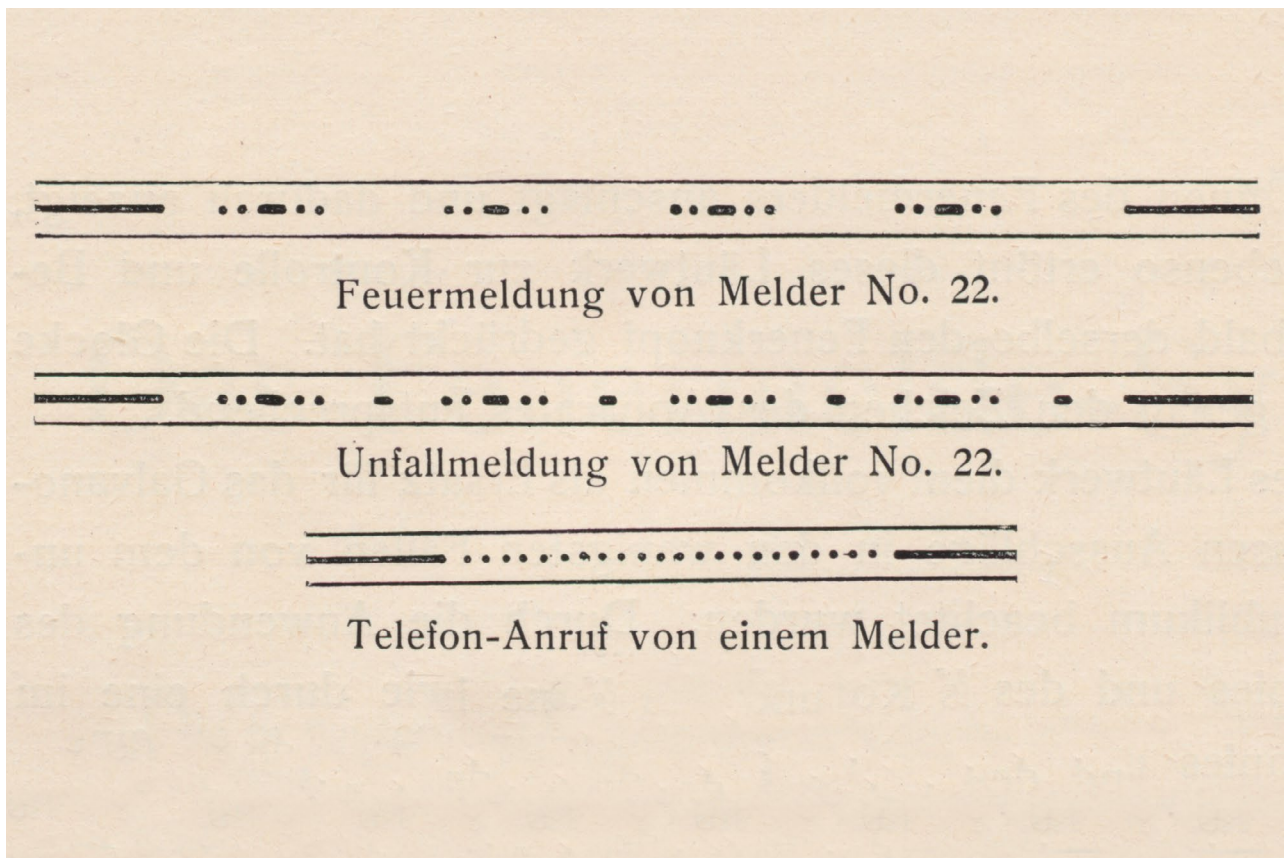 Feuermeldung von Melder No. 22.
Unfallmeldung von Melder No. 22.
Telefon-Anruf von einem Melder.